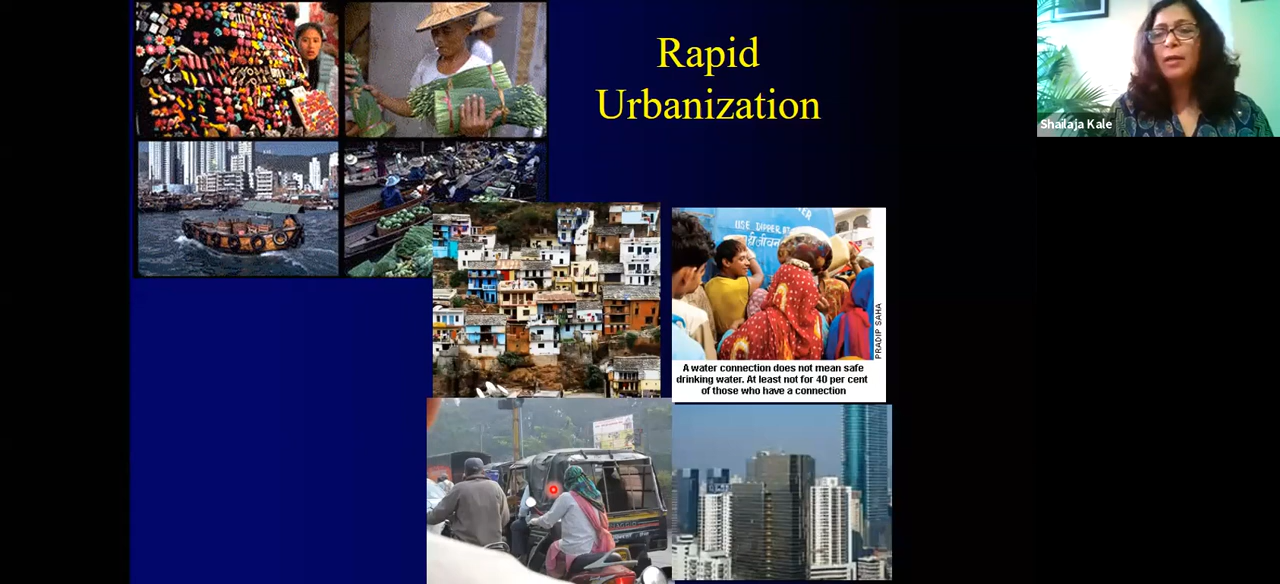 Rapid
Urbanization
Shailaja Kale
USE DIPPER AT
PRADIP SAHA
A water connection does not mean safe
drinking water. At least not for 40 per cent
of those who have a connection